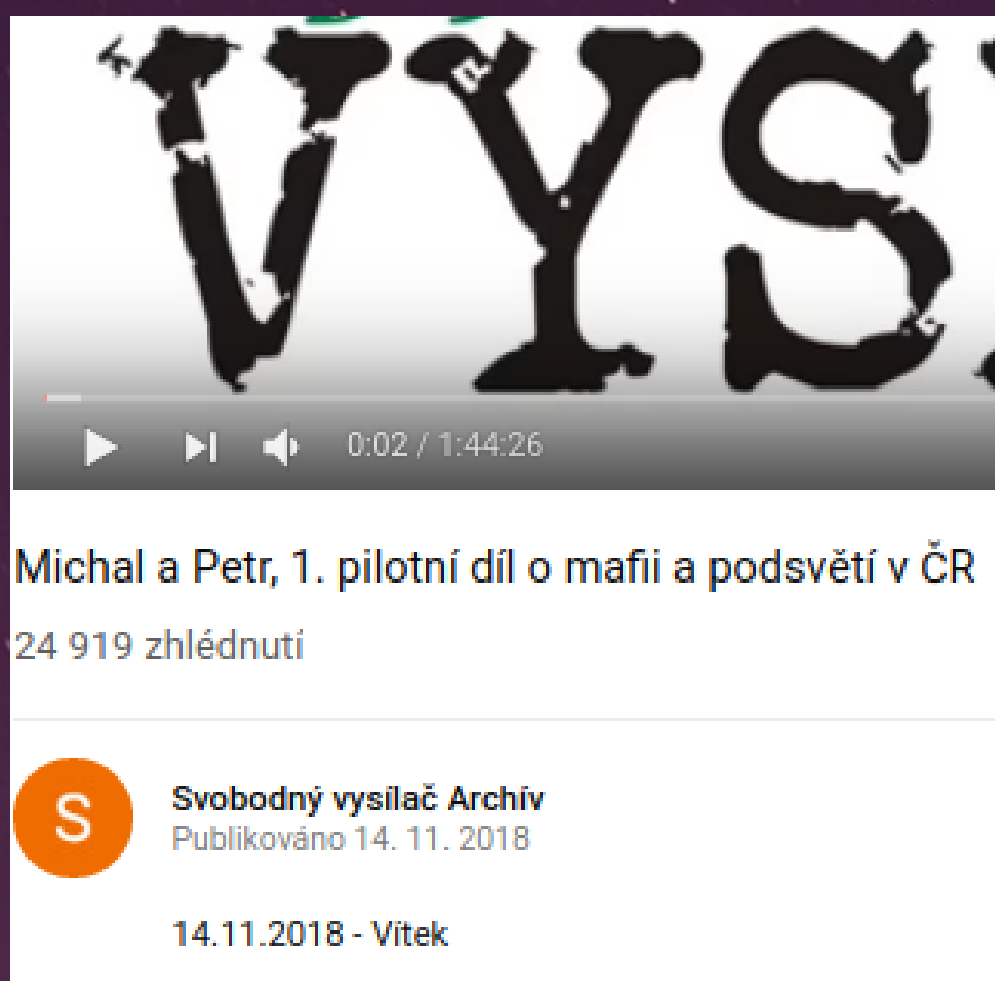 VYS
0:02 / 1:44:26
Michal a Petr, 1. pilotní díl o mafii a podsvětí v ČR
24 919 zhlédnutí
S
Svobodný vysílač Archív
Publikováno 14. 11. 2018
14.11.2018 - Vítek